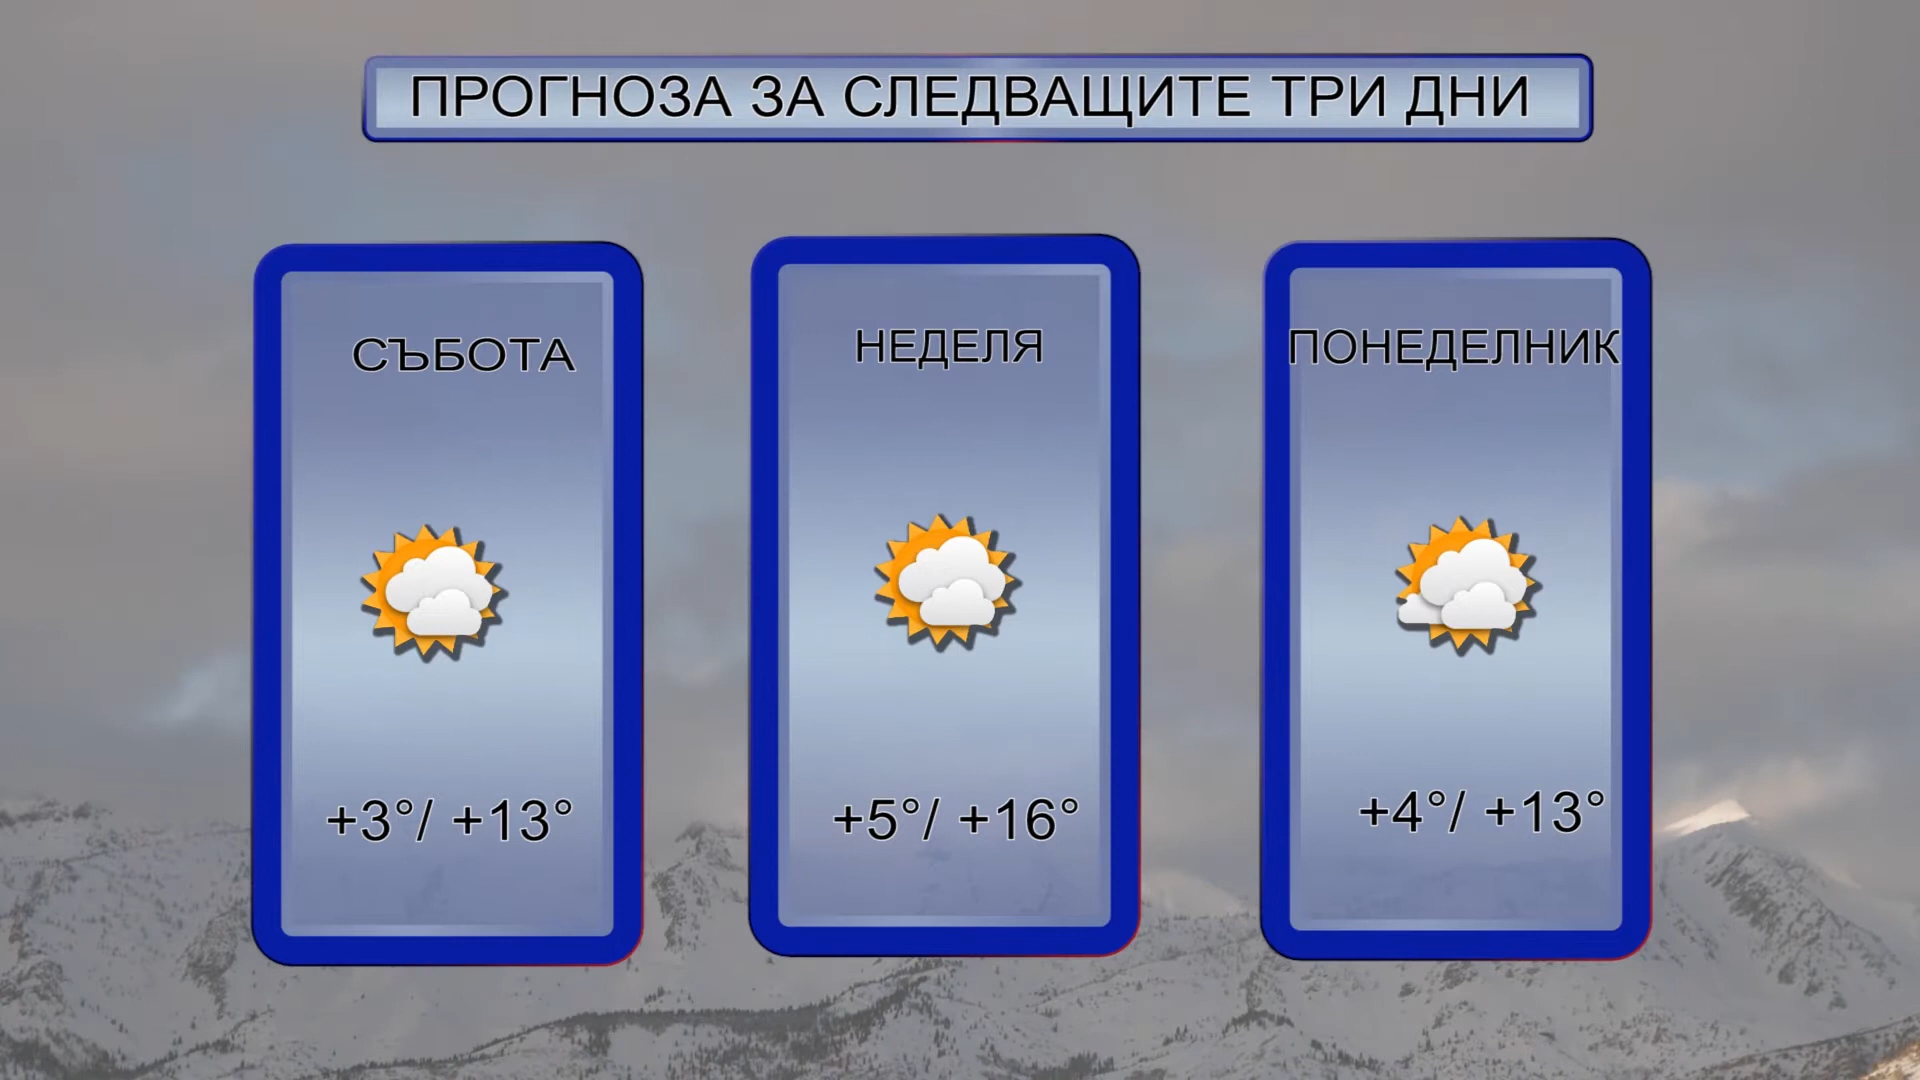 ПРОГНОЗА ЗА СЛЕДВАЩИТЕ ТРИ ДНИ
СЪБОТА
+3°/ +13°
НЕДЕЛЯ
+5°/ +16°
ПОНЕДЕЛНИК
+4°/ +13°